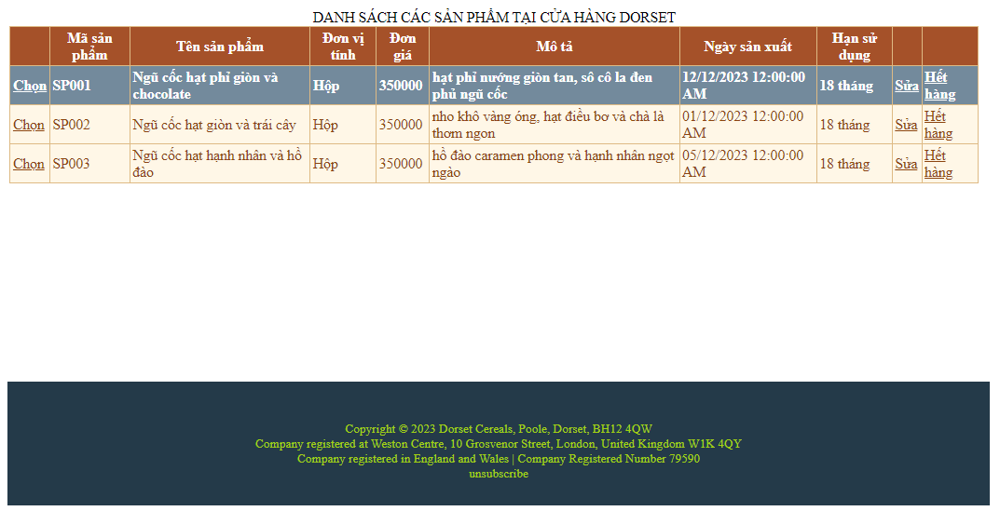 DANH SÁCH CÁC SẢN PHẨM TẠI CỬA HÀNG DORSET
Mã sản phẩm Tên sản phẩm Đơn vị tính Đơn giá Mô tả Ngày sản xuất Hạn sử dụng
Chọn SP001 Ngũ cốc hạt phỉ giòn và chocolate Hộp 350000 hạt phỉ nướng giòn tan, sô cô la đen phủ ngũ cốc 12/12/2023 12:00:00 AM 18 tháng Sửa Hết hàng
Chọn SP002 Ngũ cốc hạt giòn và trái cây Hộp 350000 nho khô vàng óng, hạt điều bơ và chà là thơm ngon 01/12/2023 12:00:00 AM 18 tháng Sửa Hết hàng
Chọn SP003 Ngũ cốc hạt hạnh nhân và hồ đào Hộp 350000 hồ đào caramen phong và hạnh nhân ngọt ngào 05/12/2023 12:00:00 AM 18 tháng Sửa Hết hàng
Copyright © 2023 Dorset Cereals, Poole, Dorset, BH12 4QW
Company registered at Weston Centre, 10 Grosvenor Street, London, United Kingdom W1K 4QY
Company registered in England and Wales | Company Registered Number 79590
unsubscribe